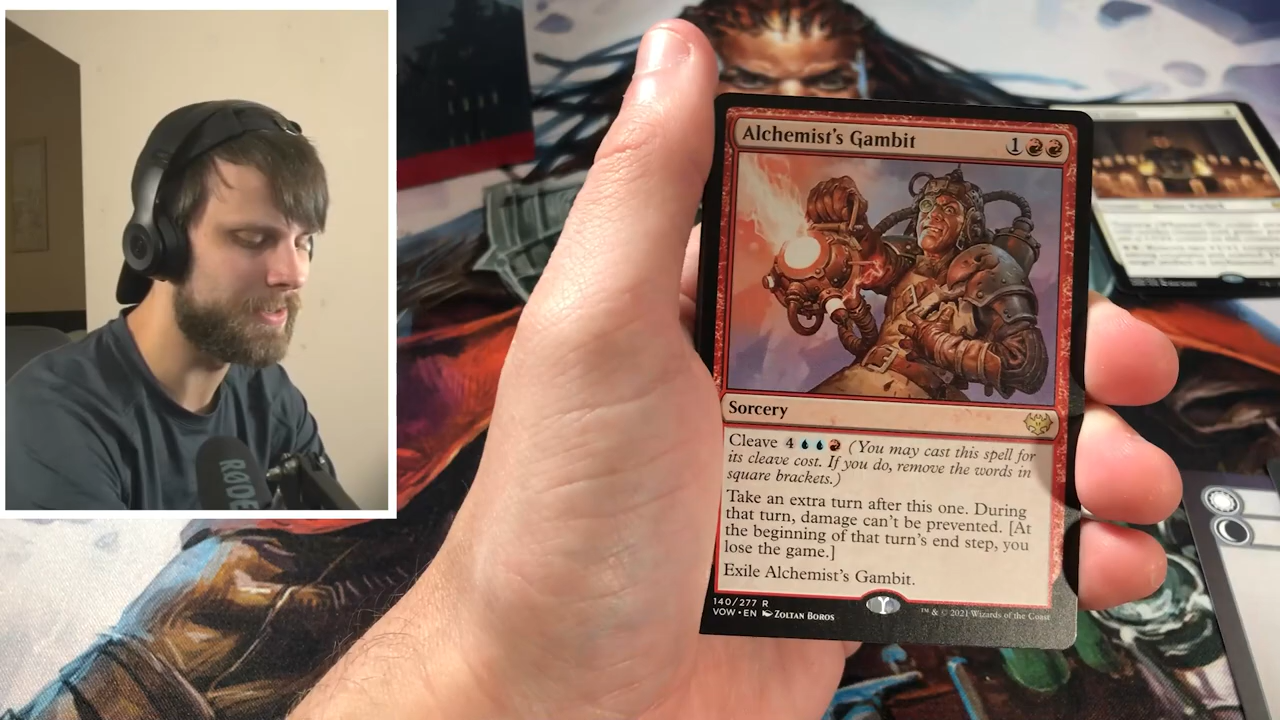 Alchemist's Gambit 1
Sorcery
Cleave 4 (You may cast this spell for
its cleave cost. If you do, remove the words in
square brackets.)
Take an extra turn after this one. During
that turn, damage can't be prevented. [At
the beginning of that turn's end step, you
lose the game.]
Exile Alchemist's Gambit.
140/277 R
VOW • EN ZOLTAN BOROS
™ & © 2021 Wizards of the Coast
RØDE